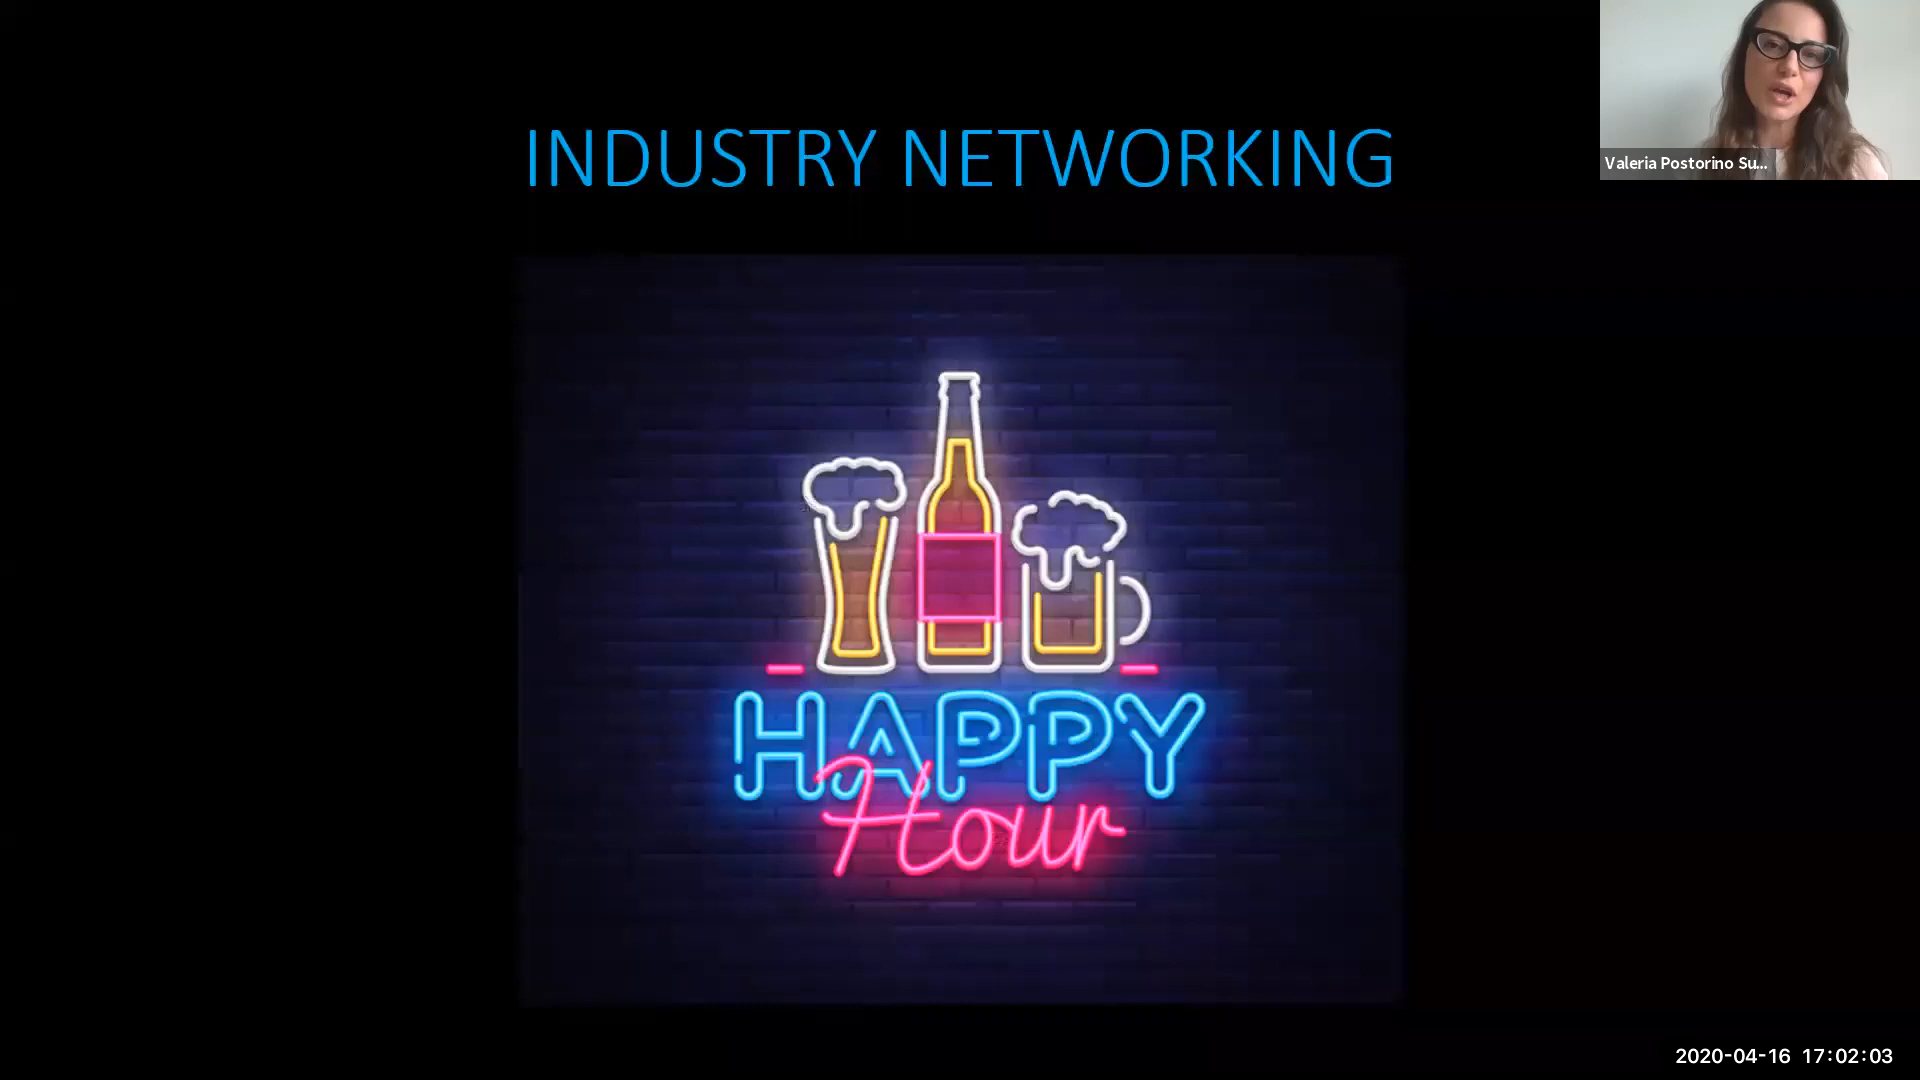 INDUSTRY NETWORKING
Valeria Postorino Su...
HAPPY
Hour
2020-04-16 17:02:03